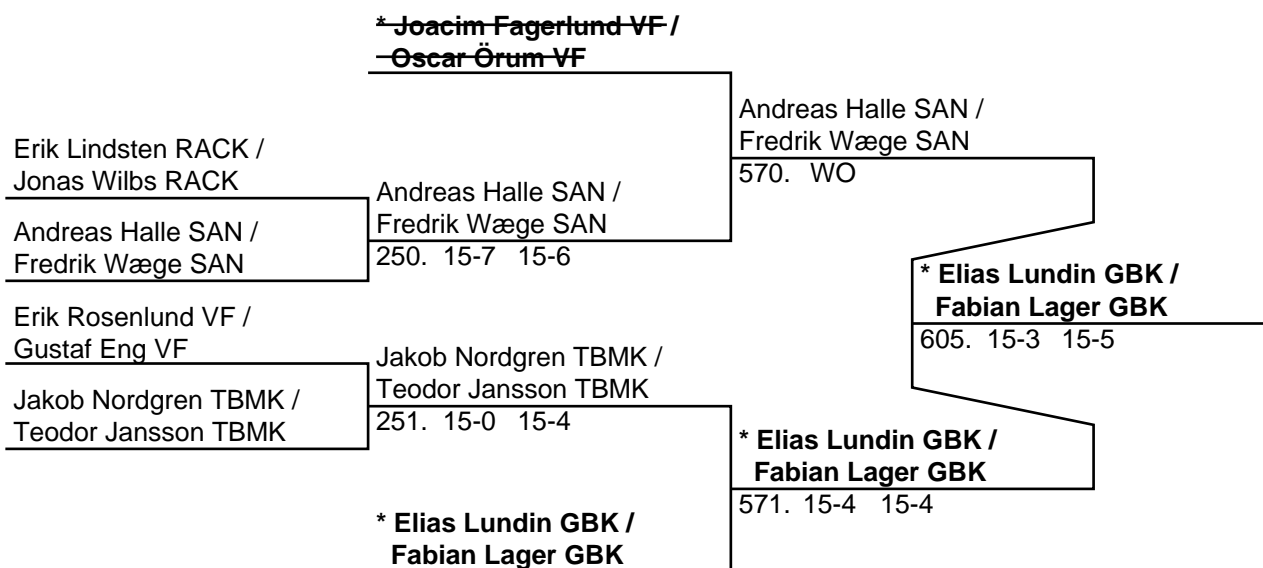 * Joacim Fagerlund VF /
Oscar Örum VF
Andreas Halle SAN /
Fredrik Wæge SAN
570. WO
Erik Lindsten RACK /
Jonas Wilbs RACK
Andreas Halle SAN /
Fredrik Wæge SAN
250. 15-7 15-6
Andreas Halle SAN /
Fredrik Wæge SAN
* Elias Lundin GBK /
Fabian Lager GBK
605. 15-3 15-5
Erik Rosenlund VF /
Gustaf Eng VF
Jakob Nordgren TBMK /
Teodor Jansson TBMK
251. 15-0 15-4
Jakob Nordgren TBMK /
Teodor Jansson TBMK
* Elias Lundin GBK /
Fabian Lager GBK
571. 15-4 15-4
* Elias Lundin GBK /
Fabian Lager GBK